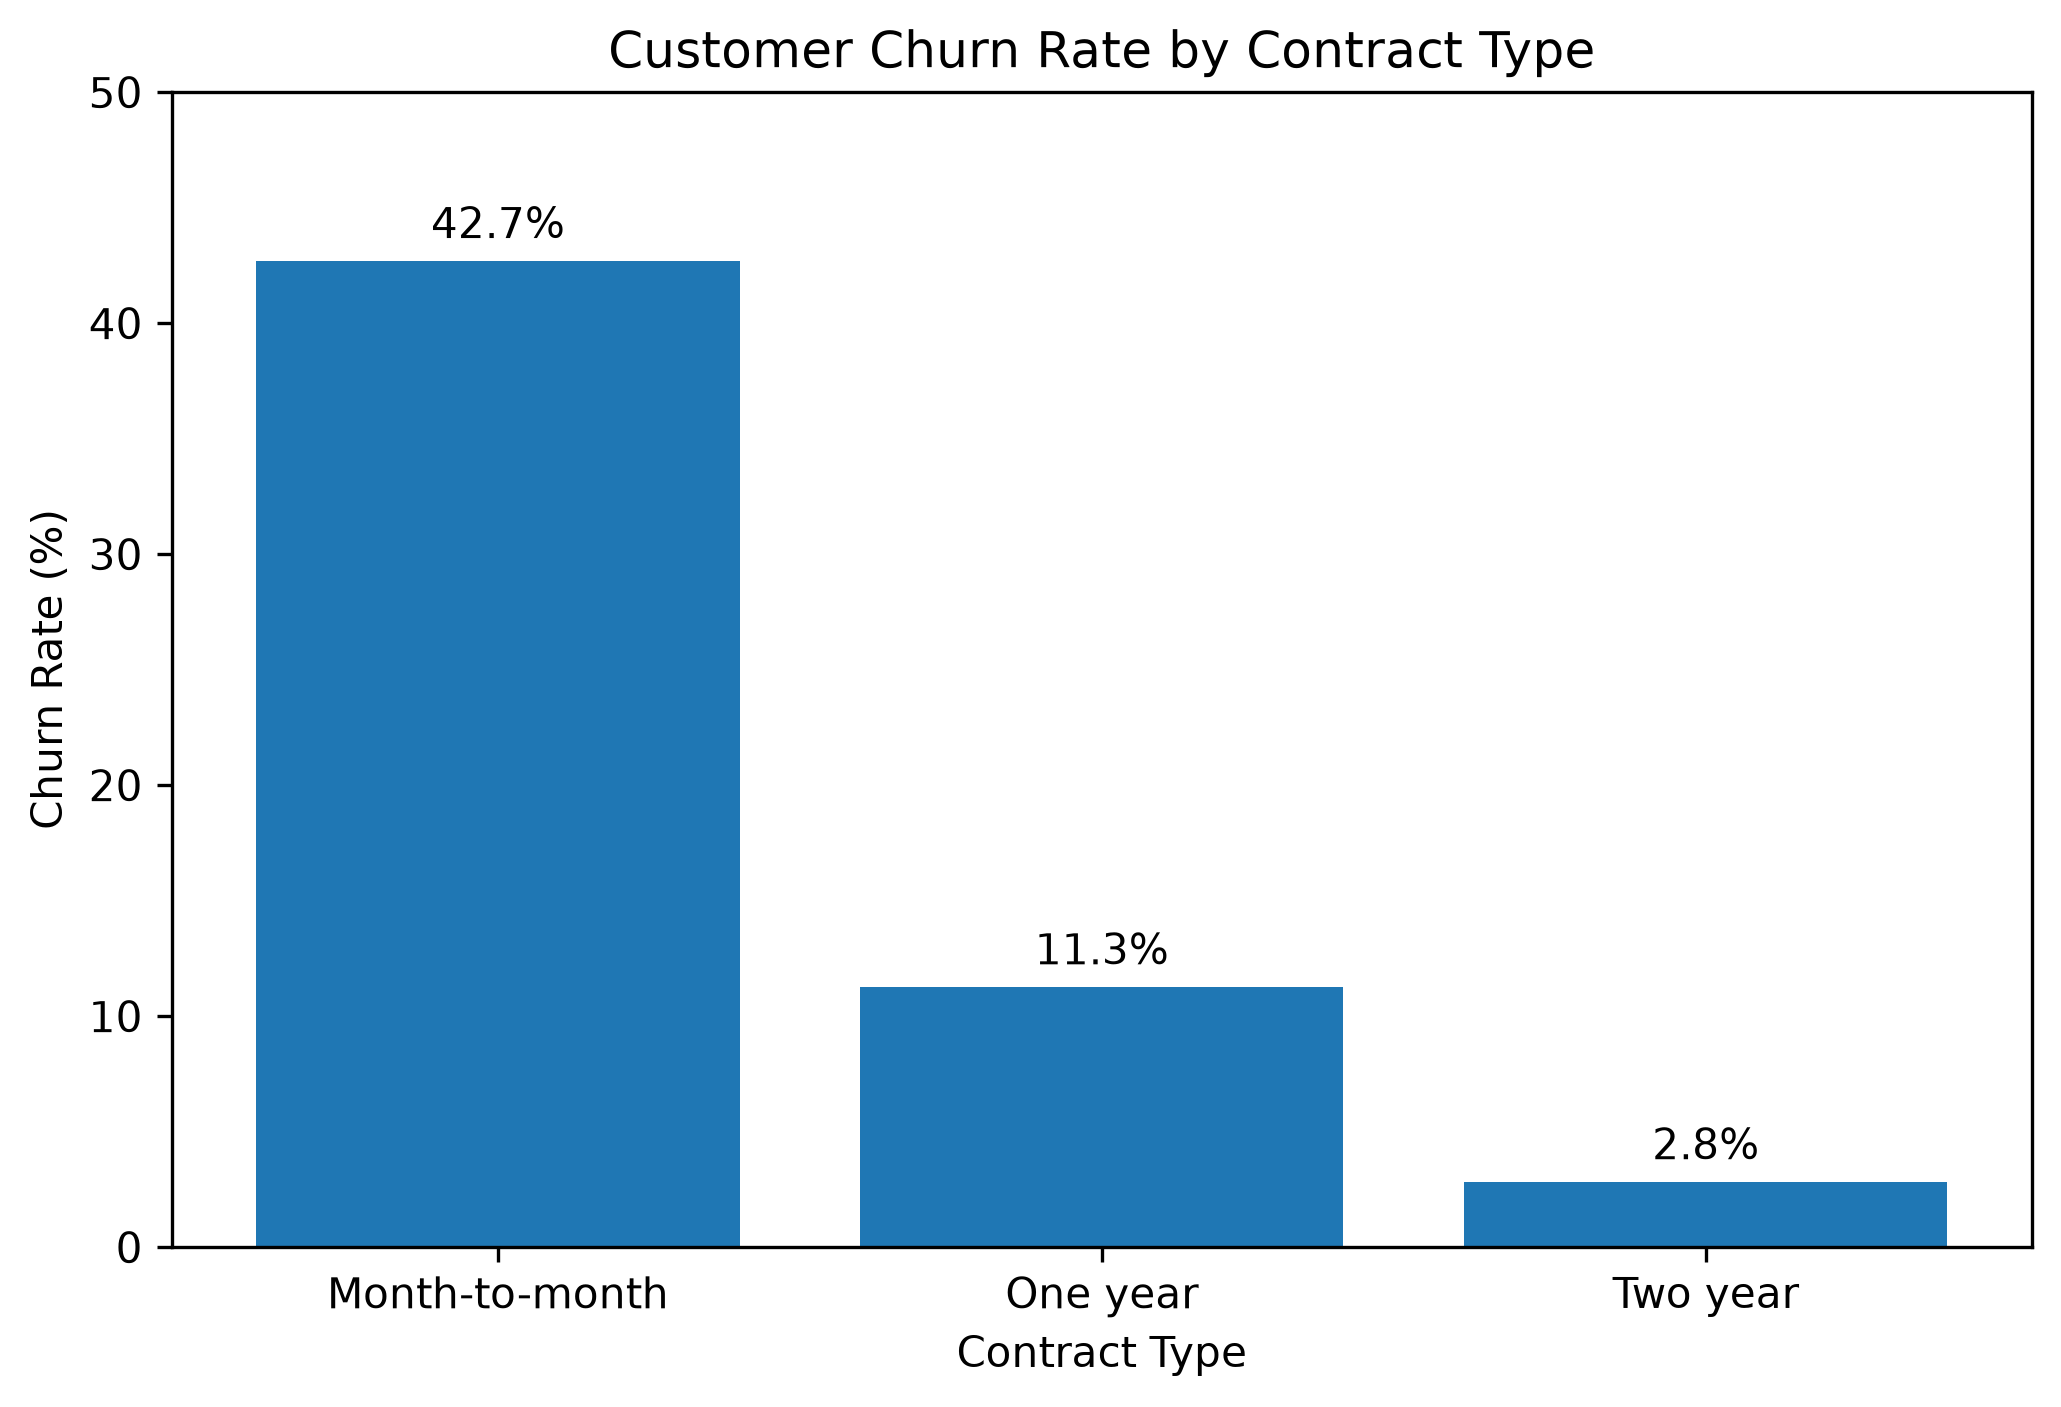 Customer Churn Rate by Contract Type
50
40
30
20
10
0
Churn Rate (%)
42.7%
11.3%
2.8%
Month-to-month
One year
Two year
Contract Type